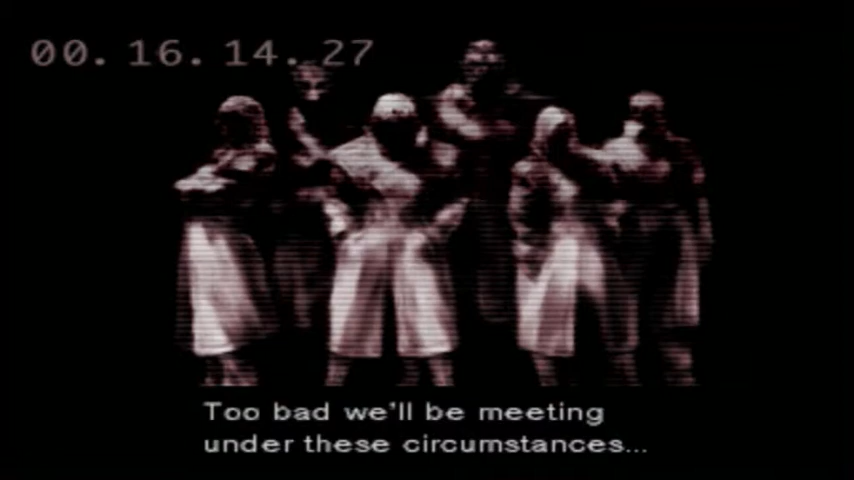 00.16.14.27
Too bad we'll be meeting
under these circumstances...